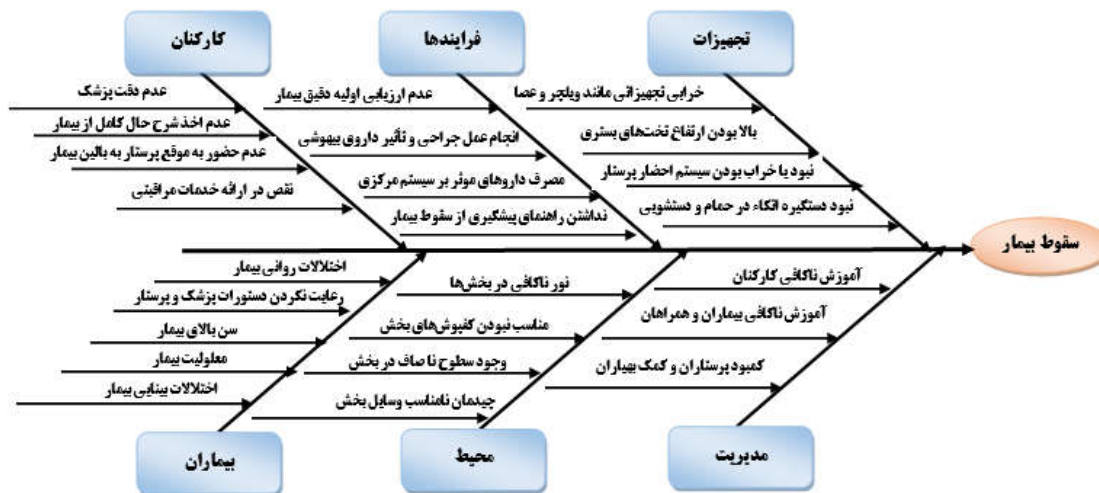 تجهیزات
فرایندها
کارکنان
خرابی تجهیزاتی مانند ویلچر و عصا
بالا بودن ارتفاع تخت‌های بستری
نبود یا خراب بودن سیستم احضار پرستار
نبود دستگیره اتکاء در حمام و دستشویی
عدم ارزیابی اولیه دقیق بیمار
انجام عمل جراحی و تأثیر داروی بیهوشی
مصرف داروهای موثر بر سیستم مرکزی
نداشتن راهنمای پیشگیری از سقوط بیمار
عدم دقت پزشک
عدم اخذ شرح حال کامل از بیمار
عدم حضور به موقع پرستار به بالین بیمار
نقص در ارائه خدمات مراقبتی
سقوط بیمار
آموزش ناکافی کارکنان
آموزش ناکافی بیماران و همراهان
کمبود پرستاران و کمک بهیاران
نور ناکافی در بخش‌ها
مناسب نبودن کفپوش‌های بخش
وجود سطوح نا صاف در بخش
چیدمان نامناسب وسایل بخش
اختلالات روانی بیمار
رعایت نکردن دستورات پزشک و پرستار
سن بالای بیمار
معلولیت بیمار
اختلالات بینایی بیمار
مدیریت
محیط
بیماران